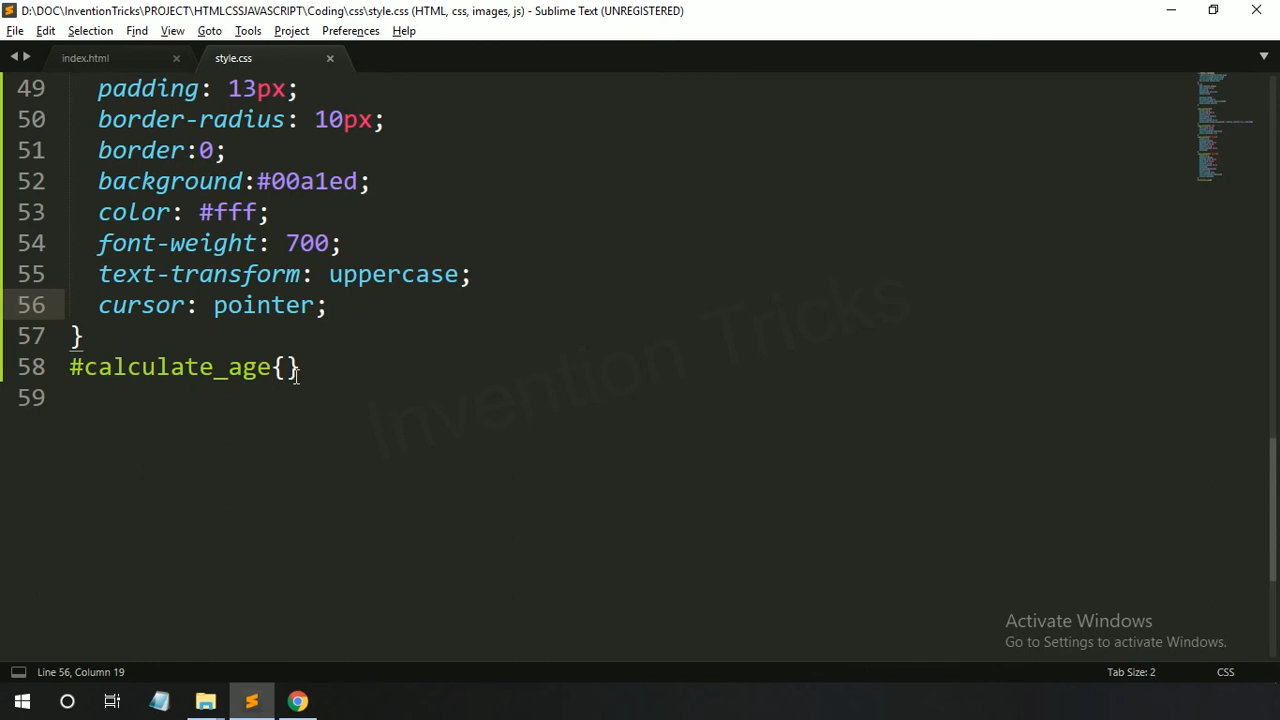 D:\DOC\InventionTricks\PROJECT\HTMLCSSJAVASCRIPT\Coding\css\style.css (HTML, css, images, js) - Sublime Text (UNREGISTERED)
File Edit Selection Find View Goto Tools Project Preferences Help
index.html style.css
49 padding: 13px;
50 border-radius: 10px;
51 border:0;
52 background:#00a1ed;
53 color: #fff;
54 font-weight: 700;
55 text-transform: uppercase;
56 cursor: pointer;
57 }
58 #calculate_age{}
59
Invention Tricks
Activate Windows
Go to Settings to activate Windows.
Line 56, Column 19 Tab Size: 2 CSS